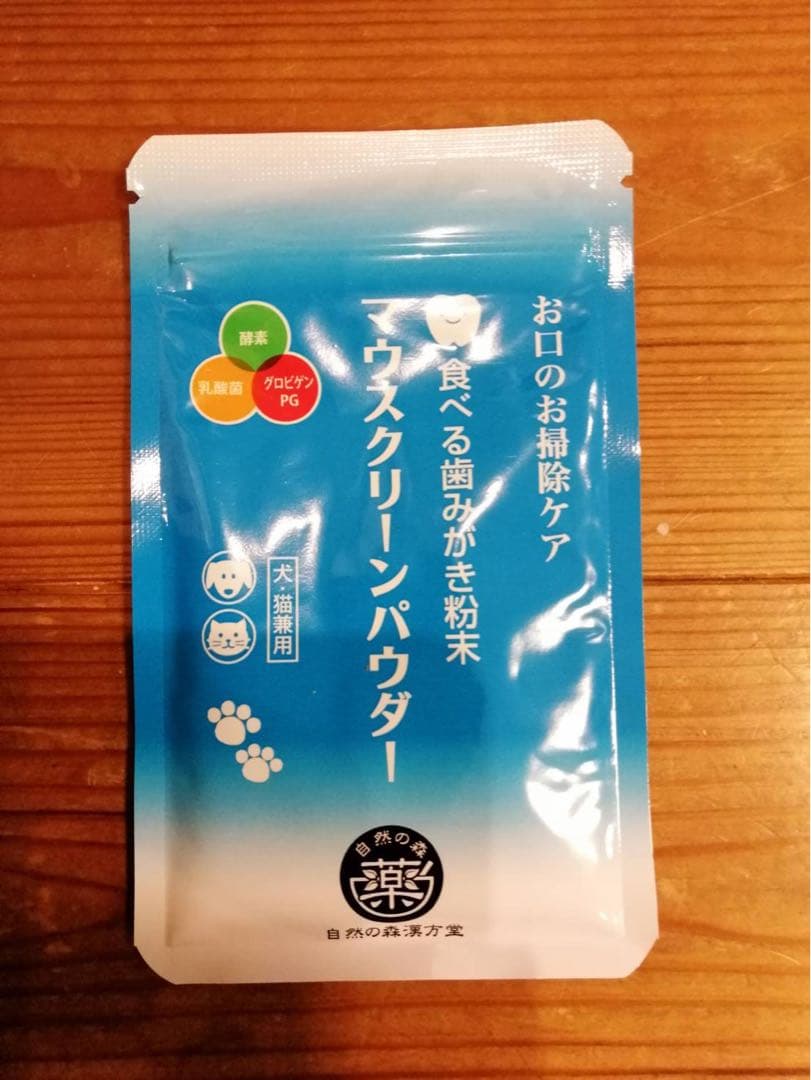 お口のお掃除ケア
食べる歯みがき粉末
マウスクリーンパウダー
酵素
乳酸菌
グロビゲン
PG
犬・猫兼用
自然の森
薬
自然の森漢方堂